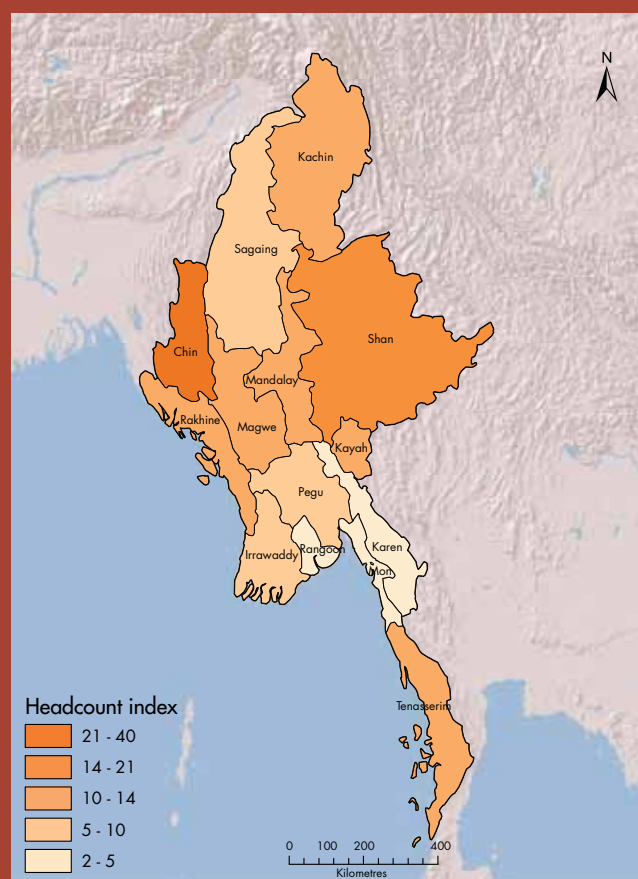 N
Kachin
Sagaing
Shan
Chin
Mandalay
Rakhine
Magwe
Kayah
Pegu
Irrawaddy
Rangoon
Karen
Mon
Tenasserim
Headcount index
21 - 40
14 - 21
10 - 14
5 - 10
2 - 5
0 100 200 400
Kilometres